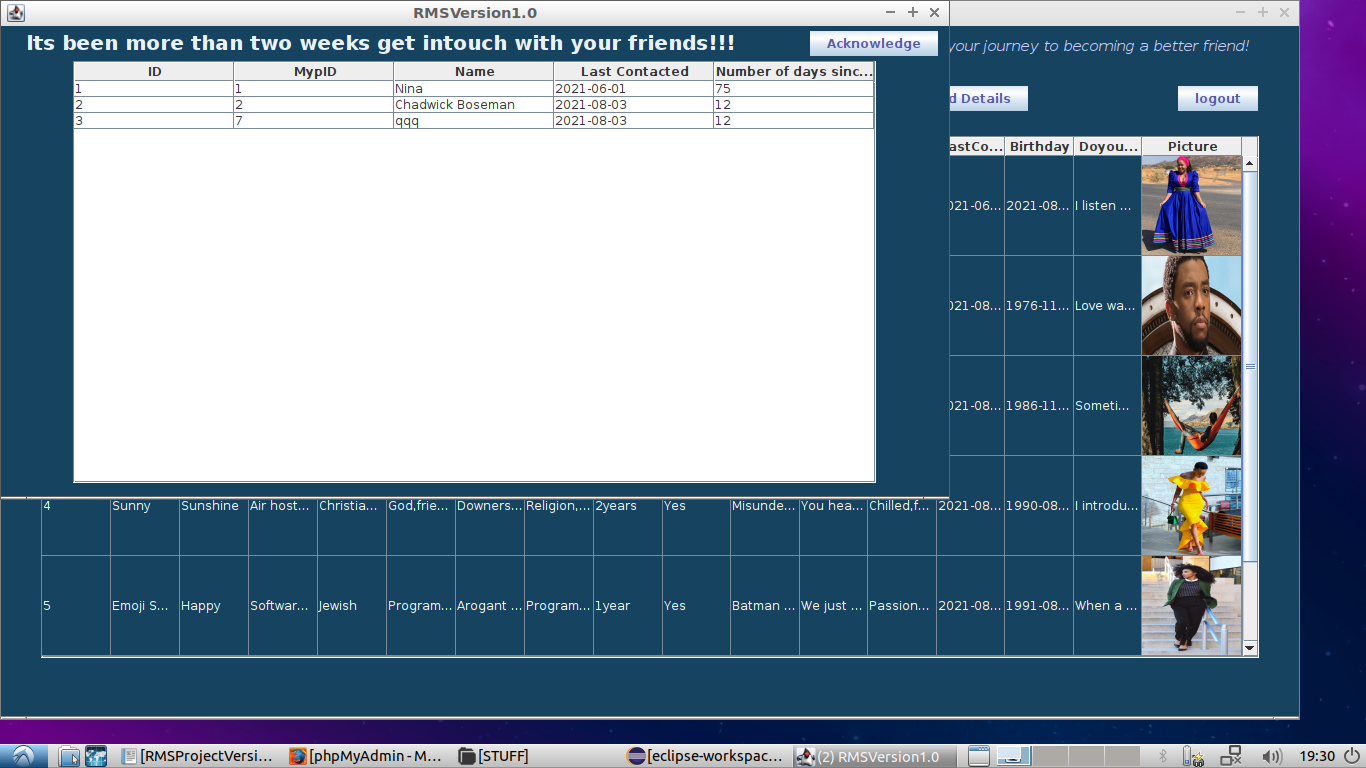 RMSVersion1.0
Its been more than two weeks get intouch with your friends!!!
Acknowledge
your journey to becoming a better friend!
d Details
logout
ID MypID Name Last Contacted Number of days sinc...
1 1 Nina 2021-06-01 75
2 2 Chadwick Boseman 2021-08-03 12
3 7 qqq 2021-08-03 12
astCo... Birthday Doyou... Picture
021-06... 2021-08... I listen ...
021-08... 1976-11... Love wa...
021-08... 1986-11... Someti...
4 Sunny Sunshine Air host... Christia... God,frie... Downers... Religion,... 2years Yes Misunde... You hea... Chilled,f... 2021-08... 1990-08... I introdu...
5 Emoji S... Happy Softwar... Jewish Program... Arogant ... Program... 1year Yes Batman ... We just ... Passion... 2021-08... 1991-08... When a ...
[RMSProjectVersi... [phpMyAdmin - M... [STUFF] [eclipse-workspac... (2) RMSVersion1.0 19:30